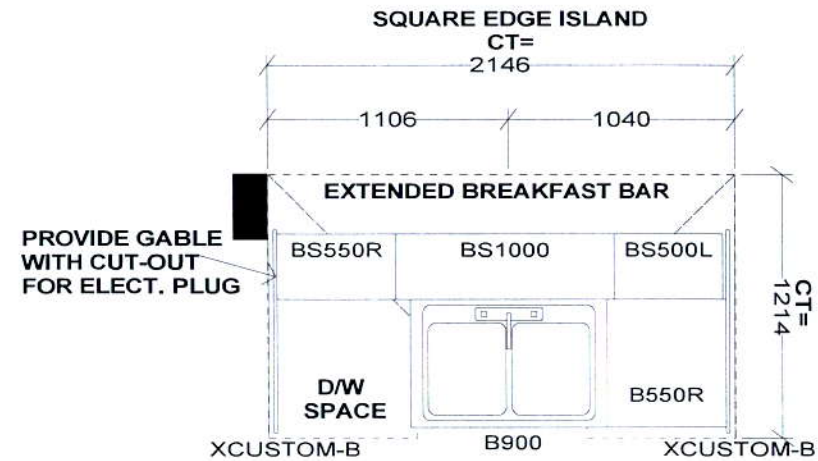 SQUARE EDGE ISLAND
CT=
2146
1106
1040
EXTENDED BREAKFAST BAR
PROVIDE GABLE
WITH CUT-OUT
FOR ELECT. PLUG
BS550R
BS1000
BS500L
CT=
1214
D/W
SPACE
B550R
B900
XCUSTOM-B
XCUSTOM-B